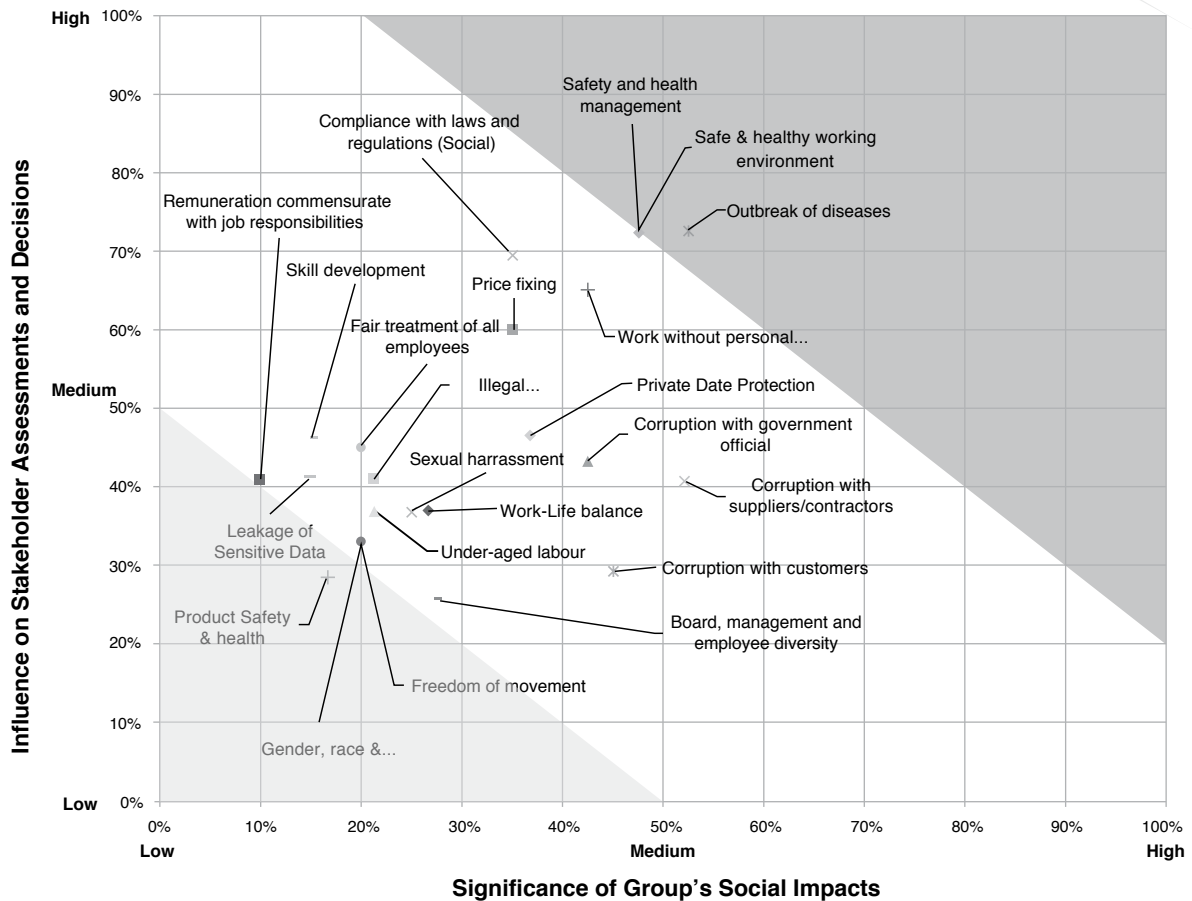 High 100%
90%
80%
70%
60%
Medium
50%
40%
30%
20%
10%
Low 0%
Influence on Stakeholder Assessments and Decisions
Safety and health
management
Compliance with laws and
regulations (Social)
Safe & healthy working
environment
Remuneration commensurate
with job responsibilities
Outbreak of diseases
Skill development
Price fixing
Fair treatment of all
employees
Work without personal...
Illegal...
Private Date Protection
Corruption with government
official
Sexual harrassment
Corruption with
suppliers/contractors
Work-Life balance
Leakage of
Sensitive Data
Under-aged labour
Corruption with customers
Product Safety
& health
Board, management and
employee diversity
Freedom of movement
Gender, race &...
0% 10% 20% 30% 40% 50% 60% 70% 80% 90% 100%
Low Medium High
Significance of Group's Social Impacts